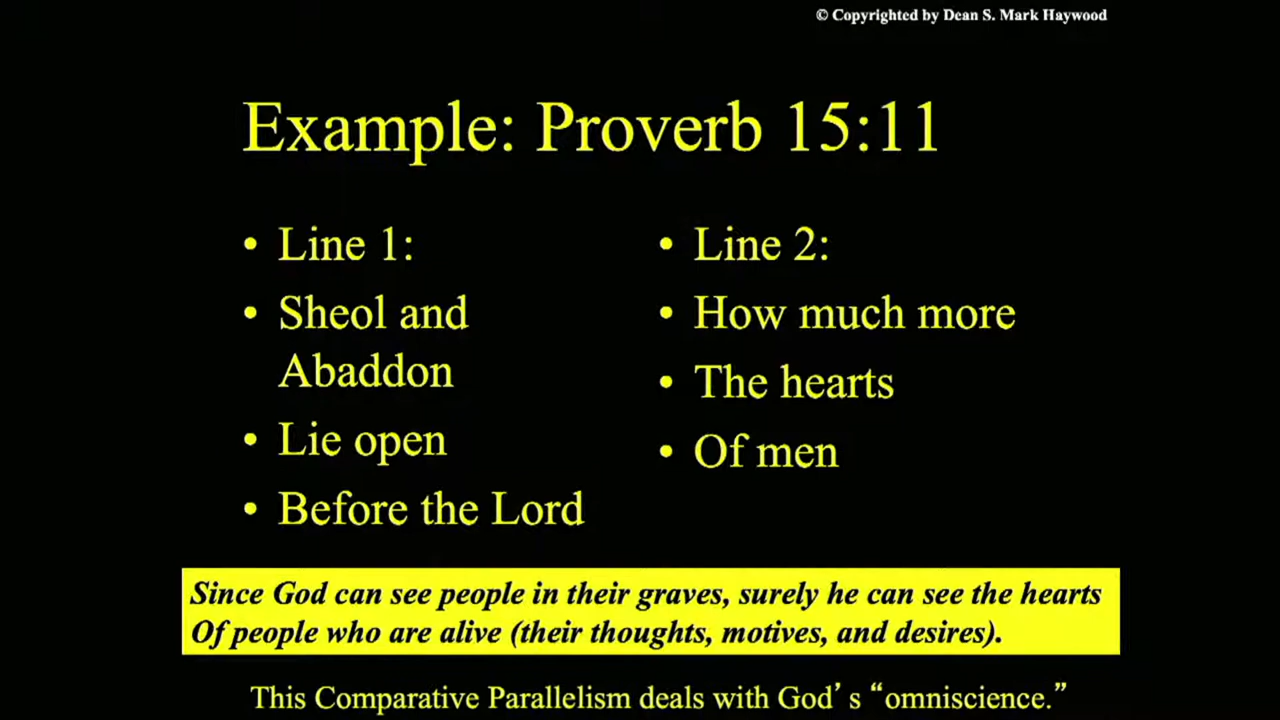 © Copyrighted by Dean S. Mark Haywood
Example: Proverb 15:11
• Line 1:
• Sheol and
Abaddon
• Lie open
• Before the Lord
• Line 2:
• How much more
• The hearts
• Of men
Since God can see people in their graves, surely he can see the hearts
Of people who are alive (their thoughts, motives, and desires).
This Comparative Parallelism deals with God’s “omniscience.”